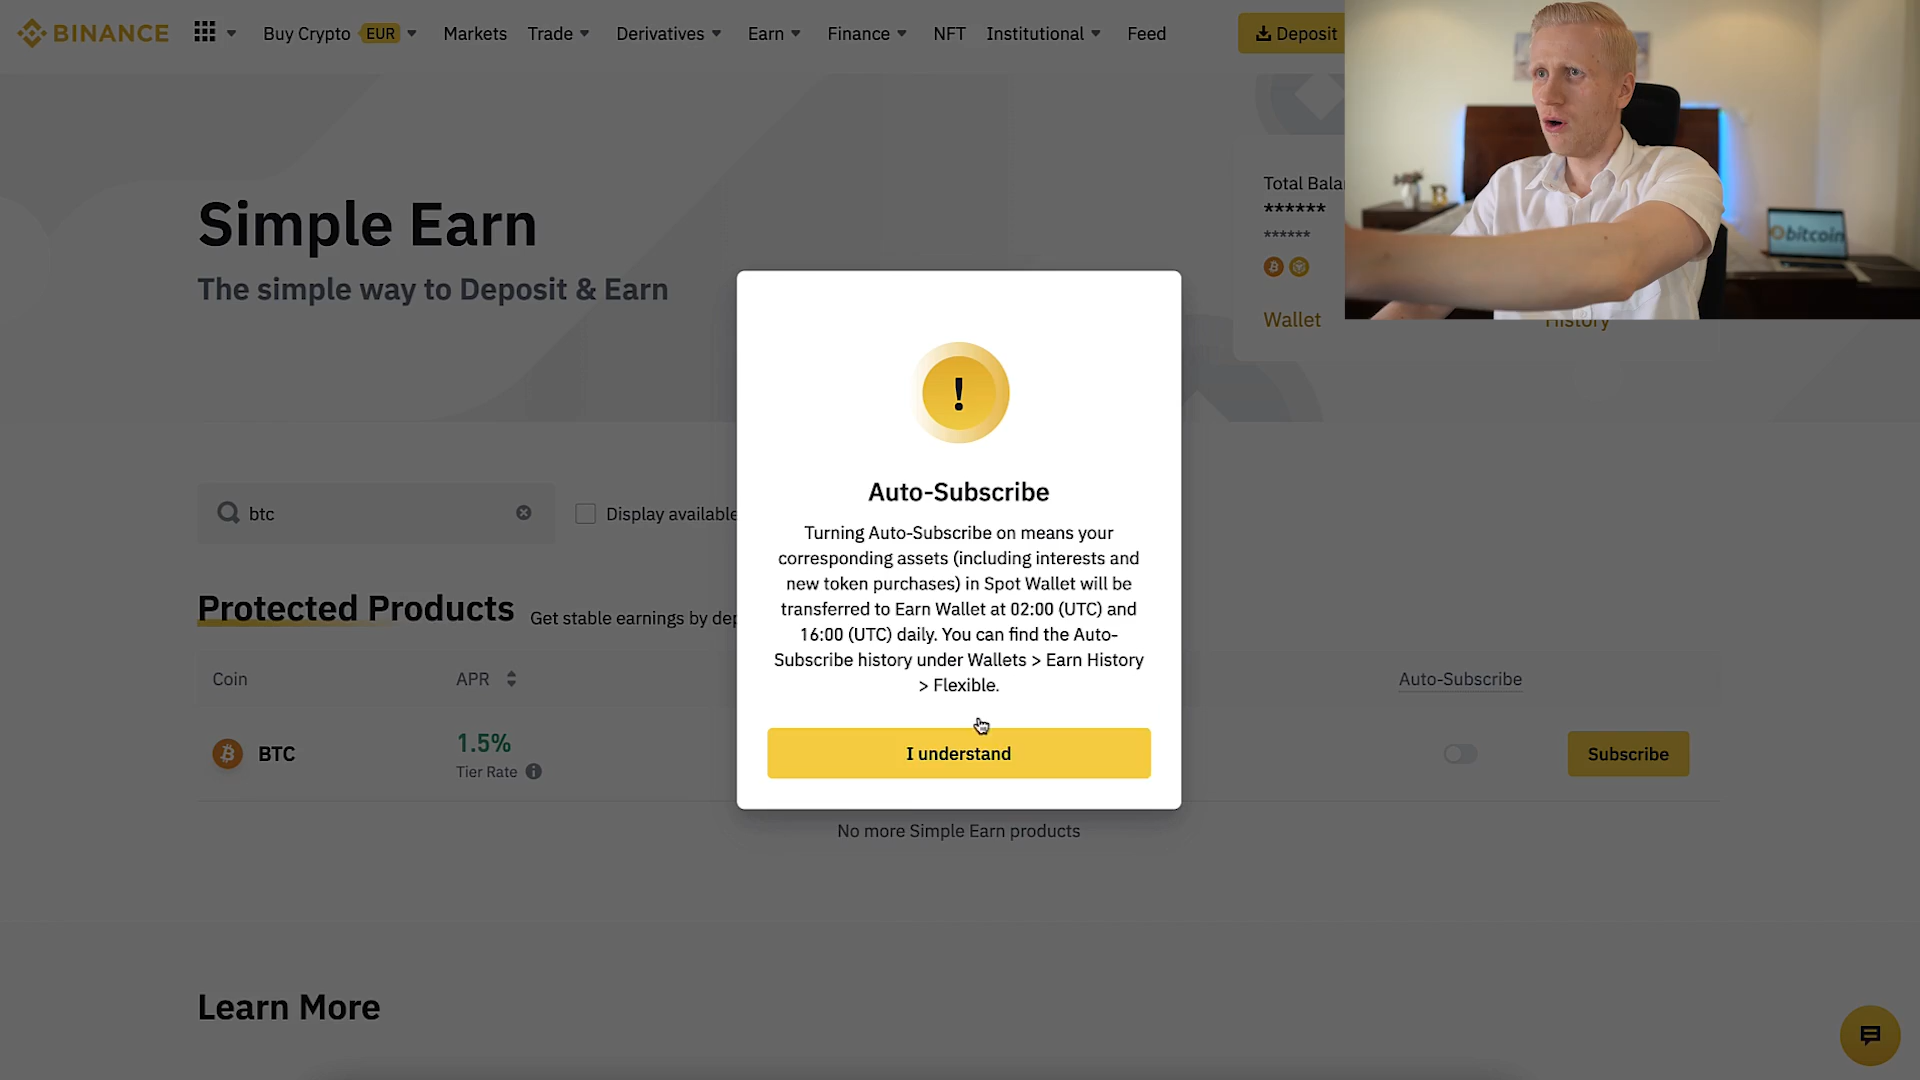 BINANCE
Buy Crypto EUR
Markets
Trade
Derivatives
Earn
Finance
NFT
Institutional
Feed
Deposit
Simple Earn
The simple way to Deposit & Earn
******
******
Wallet
History
bitcoin
!
Auto-Subscribe
Turning Auto-Subscribe on means your
corresponding assets (including interests and
new token purchases) in Spot Wallet will be
transferred to Earn Wallet at 02:00 (UTC) and
16:00 (UTC) daily. You can find the Auto-
Subscribe history under Wallets > Earn History
> Flexible.
I understand
btc
Display available
Protected Products
Get stable earnings by dep
Coin
APR
Auto-Subscribe
BTC
1.5%
Tier Rate
Subscribe
No more Simple Earn products
Learn More
Total Bala